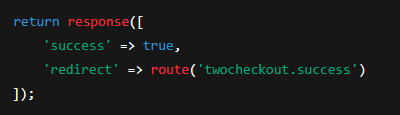 return response([
    'success' => true,
    'redirect' => route('twocheckout.success')
]);